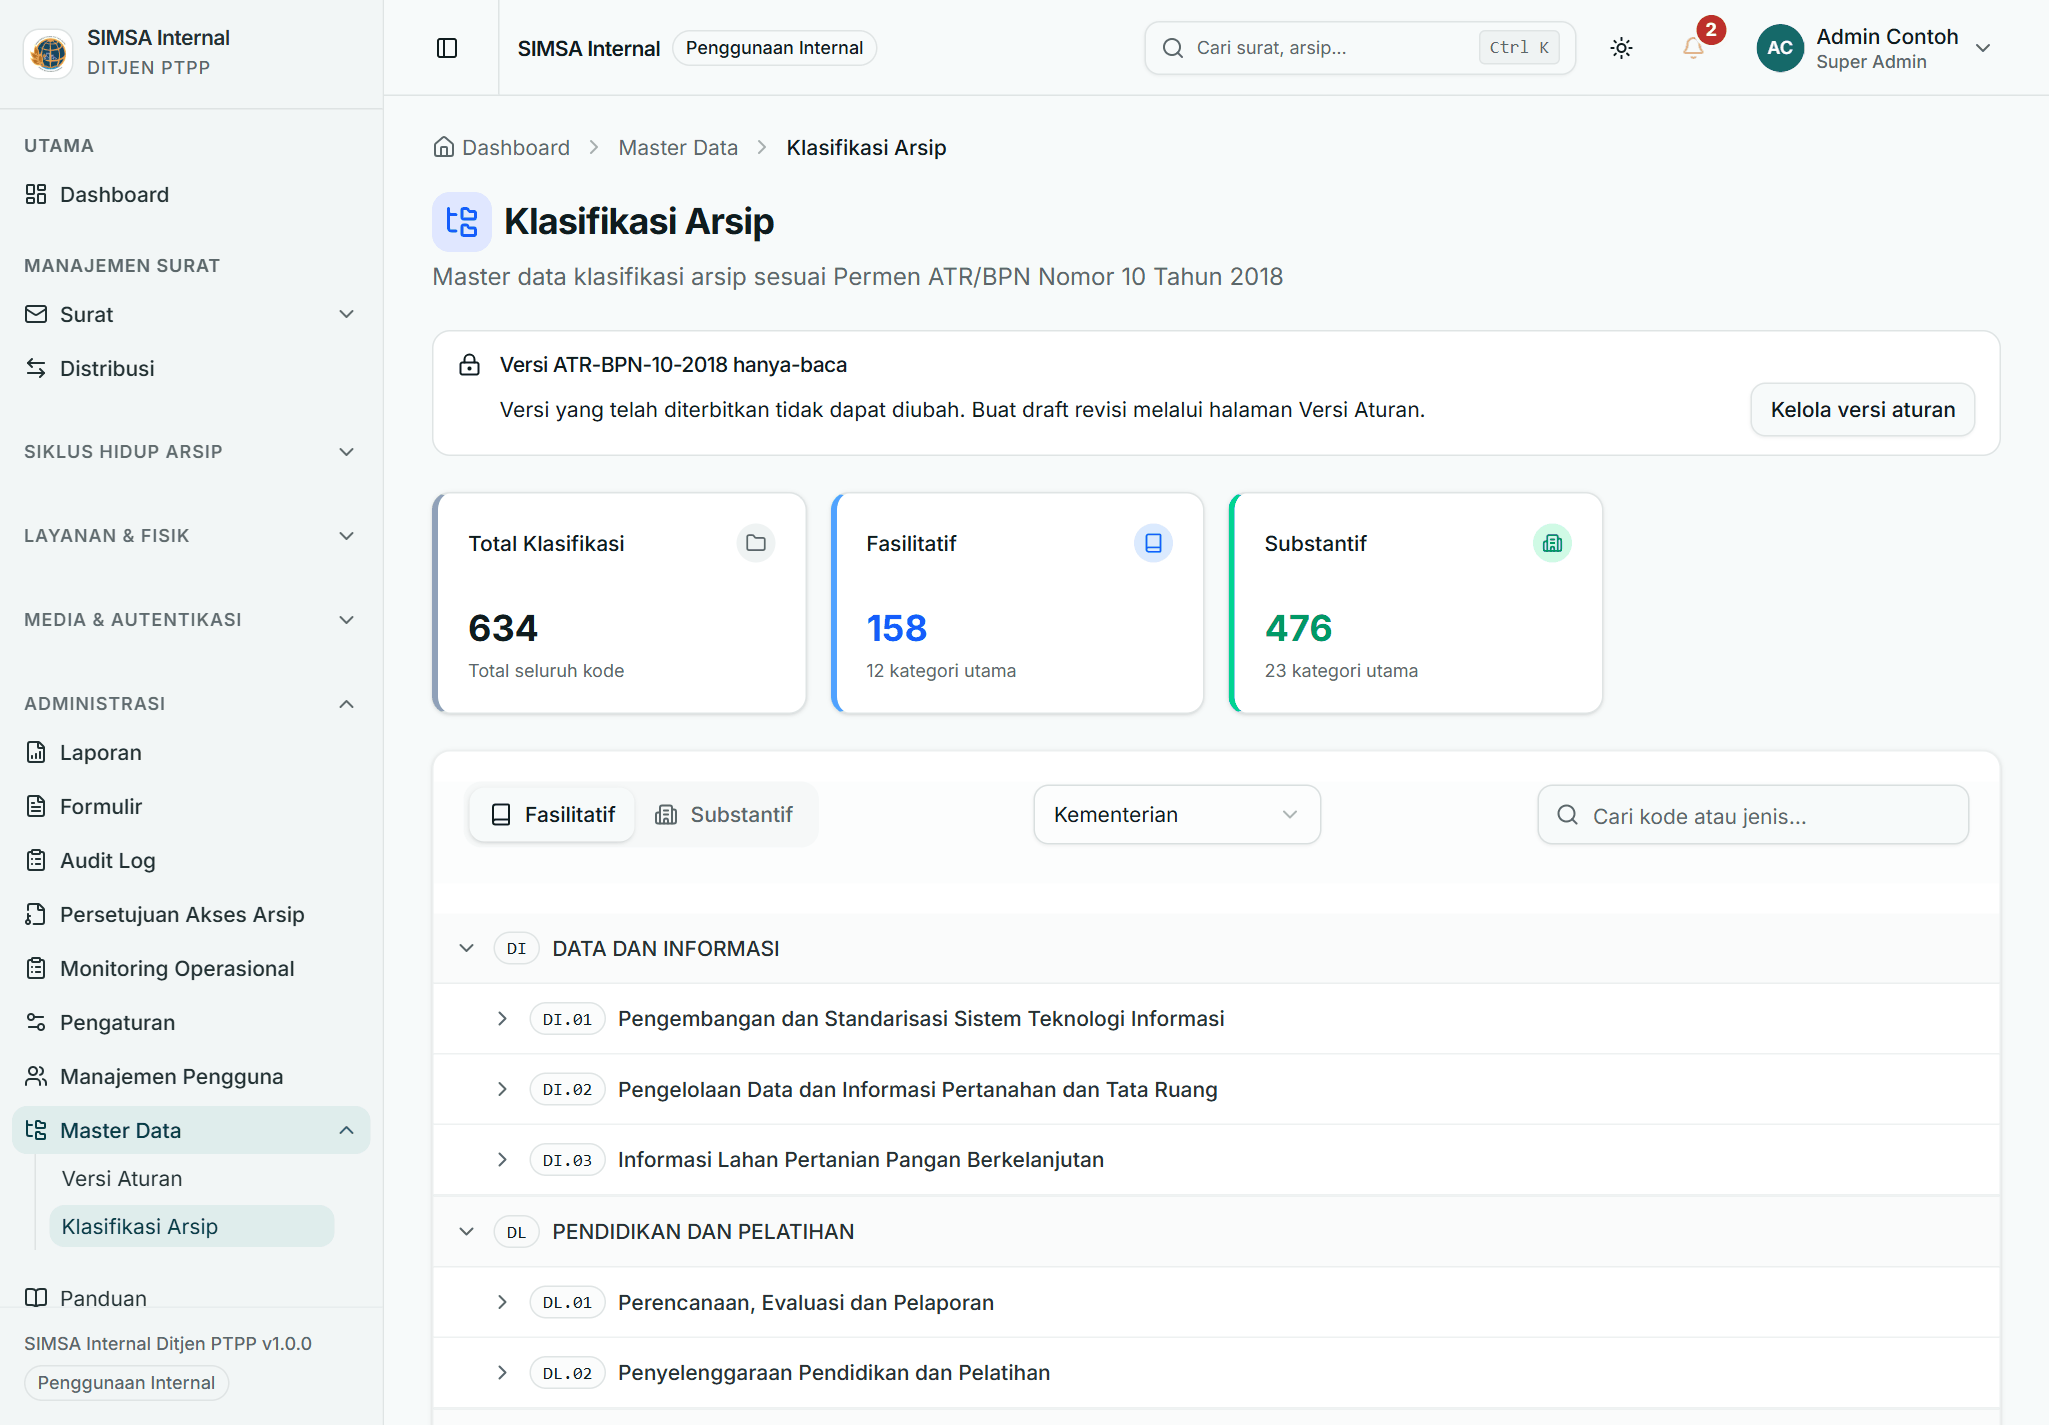 SIMSA Internal
DITJEN PTPP
UTAMA
Dashboard
MANAJEMEN SURAT
Surat
Distribusi
SIKLUS HIDUP ARSIP
LAYANAN & FISIK
MEDIA & AUTENTIKASI
ADMINISTRASI
Laporan
Formulir
Audit Log
Persetujuan Akses Arsip
Monitoring Operasional
Pengaturan
Manajemen Pengguna
Master Data
Versi Aturan
Klasifikasi Arsip
Panduan
SIMSA Internal Ditjen PTPP v1.0.0
Penggunaan Internal
SIMSA Internal Penggunaan Internal
Cari surat, arsip... Ctrl K
2
AC
Admin Contoh
Super Admin
Dashboard > Master Data > Klasifikasi Arsip
Klasifikasi Arsip
Master data klasifikasi arsip sesuai Permen ATR/BPN Nomor 10 Tahun 2018
Versi ATR-BPN-10-2018 hanya-baca
Versi yang telah diterbitkan tidak dapat diubah. Buat draft revisi melalui halaman Versi Aturan.
Kelola versi aturan
Total Klasifikasi
634
Total seluruh kode
Fasilitatif
158
12 kategori utama
Substantif
476
23 kategori utama
Fasilitatif Substantif
Kementerian
Cari kode atau jenis...
DI DATA DAN INFORMASI
DI.01 Pengembangan dan Standarisasi Sistem Teknologi Informasi
DI.02 Pengelolaan Data dan Informasi Pertanahan dan Tata Ruang
DI.03 Informasi Lahan Pertanian Pangan Berkelanjutan
DL PENDIDIKAN DAN PELATIHAN
DL.01 Perencanaan, Evaluasi dan Pelaporan
DL.02 Penyelenggaraan Pendidikan dan Pelatihan